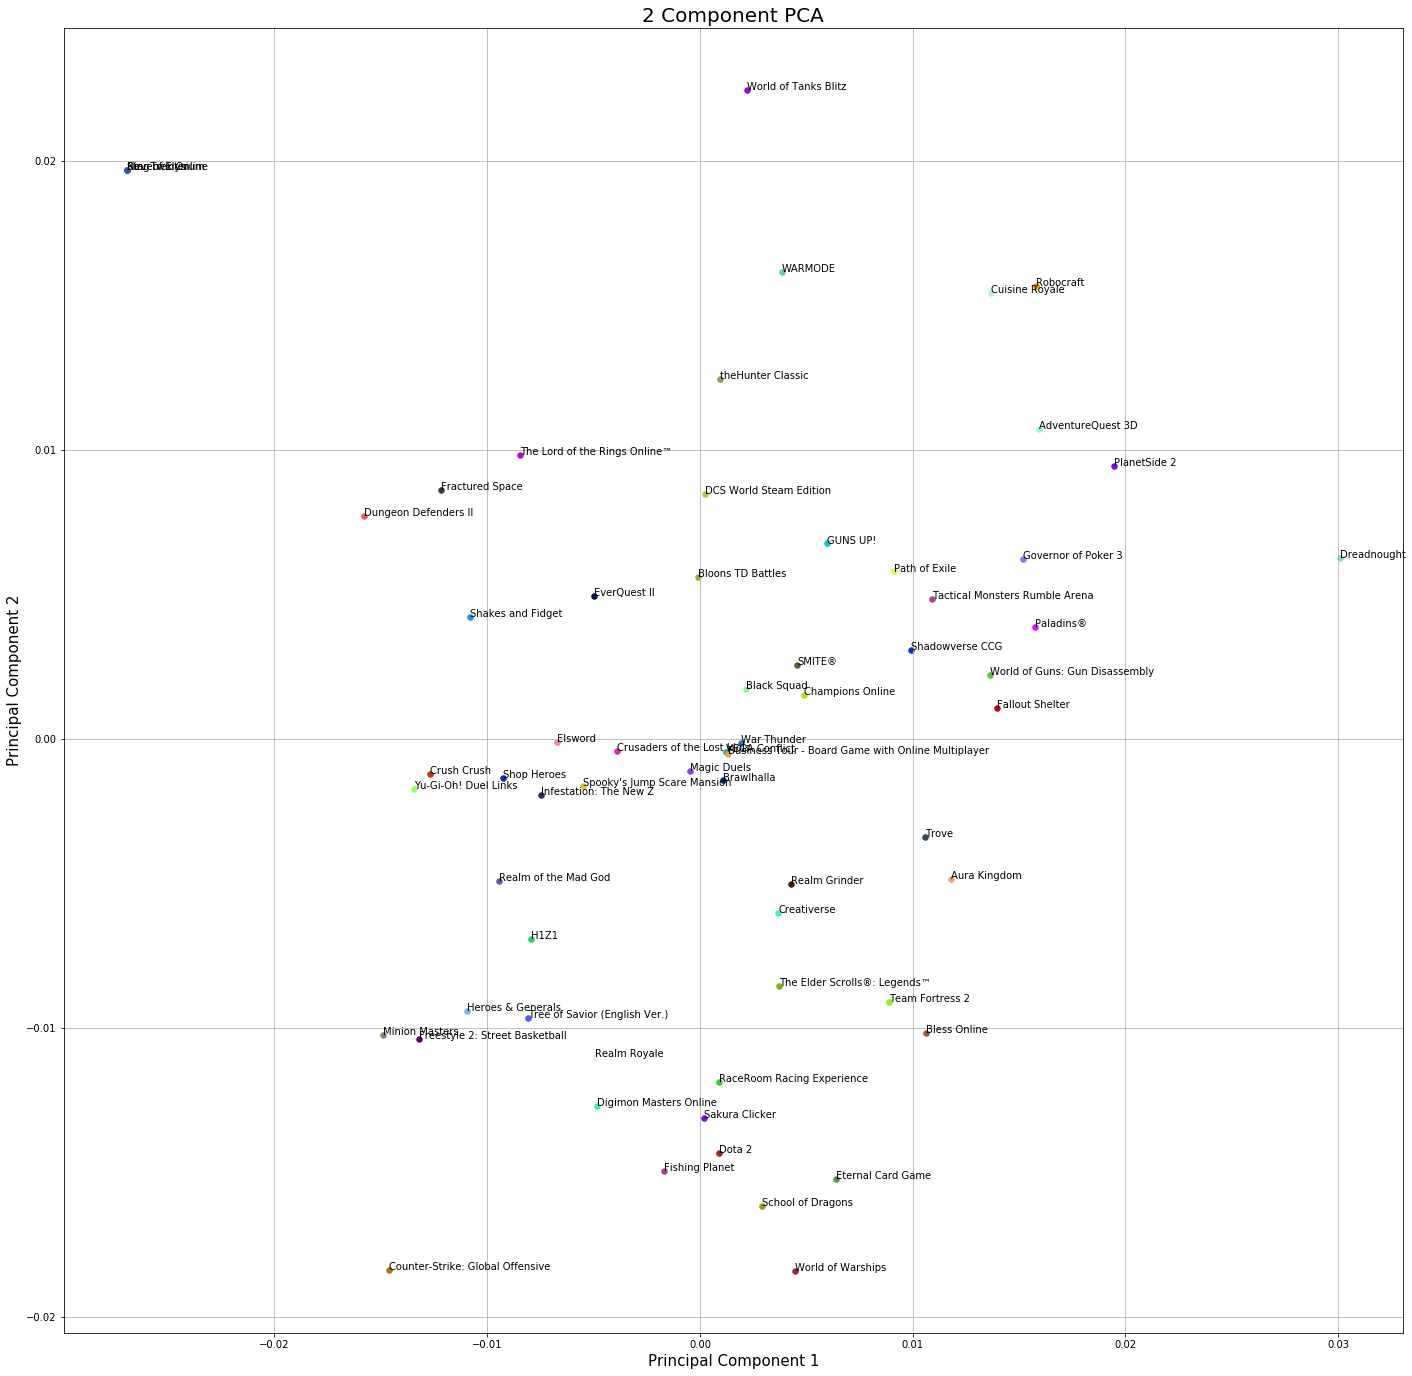 2 Component PCA
World of Tanks Blitz
WARMODE
Robocraft
Cuisine Royale
theHunter Classic
AdventureQuest 3D
The Lord of the Rings Online™
PlanetSide 2
Fractured Space
DCS World Steam Edition
Dungeon Defenders II
GUNS UP!
Governor of Poker 3
Dreadnought
Path of Exile
Bloons TD Battles
EverQuest II
Tactical Monsters Rumble Arena
Shakes and Fidget
Paladins®
Shadowverse CCG
SMITE®
World of Guns: Gun Disassembly
Black Squad
Champions Online
Fallout Shelter
Elsword
War Thunder
Crusaders of the Lost
Conflict
Business Tour - Board Game with Online Multiplayer
Magic Duels
Crush Crush
Shop Heroes
Brawlhalla
Spooky's Jump Scare Mansion
Yu-Gi-Oh! Duel Links
Infestation: The New Z
Trove
Realm of the Mad God
Realm Grinder
Aura Kingdom
Creativerse
H1Z1
The Elder Scrolls®: Legends™
Team Fortress 2
Heroes & Generals
Tree of Savior (English Ver.)
Minion Masters
Freestyle 2: Street Basketball
Bless Online
Realm Royale
RaceRoom Racing Experience
Digimon Masters Online
Sakura Clicker
Dota 2
Fishing Planet
Eternal Card Game
School of Dragons
Counter-Strike: Global Offensive
World of Warships
0.02
0.01
0.00
−0.01
−0.02
Principal Component 2
−0.02
−0.01
0.00
0.01
0.02
0.03
Principal Component 1